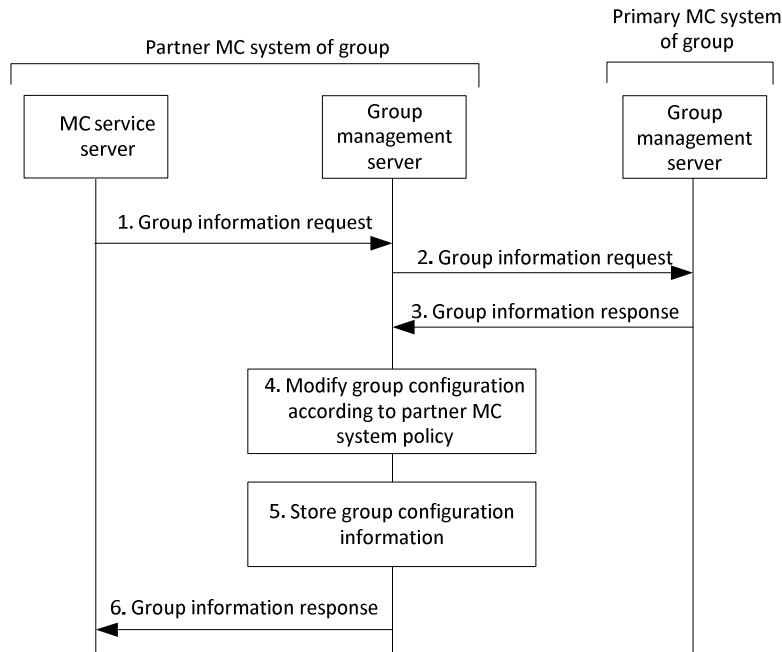 Partner MC system of group
Primary MC system
of group
MC service
server
Group
management
server
Group
management
server
1. Group information request
2. Group information request
3. Group information response
4. Modify group configuration
according to partner MC
system policy
5. Store group configuration
information
6. Group information response